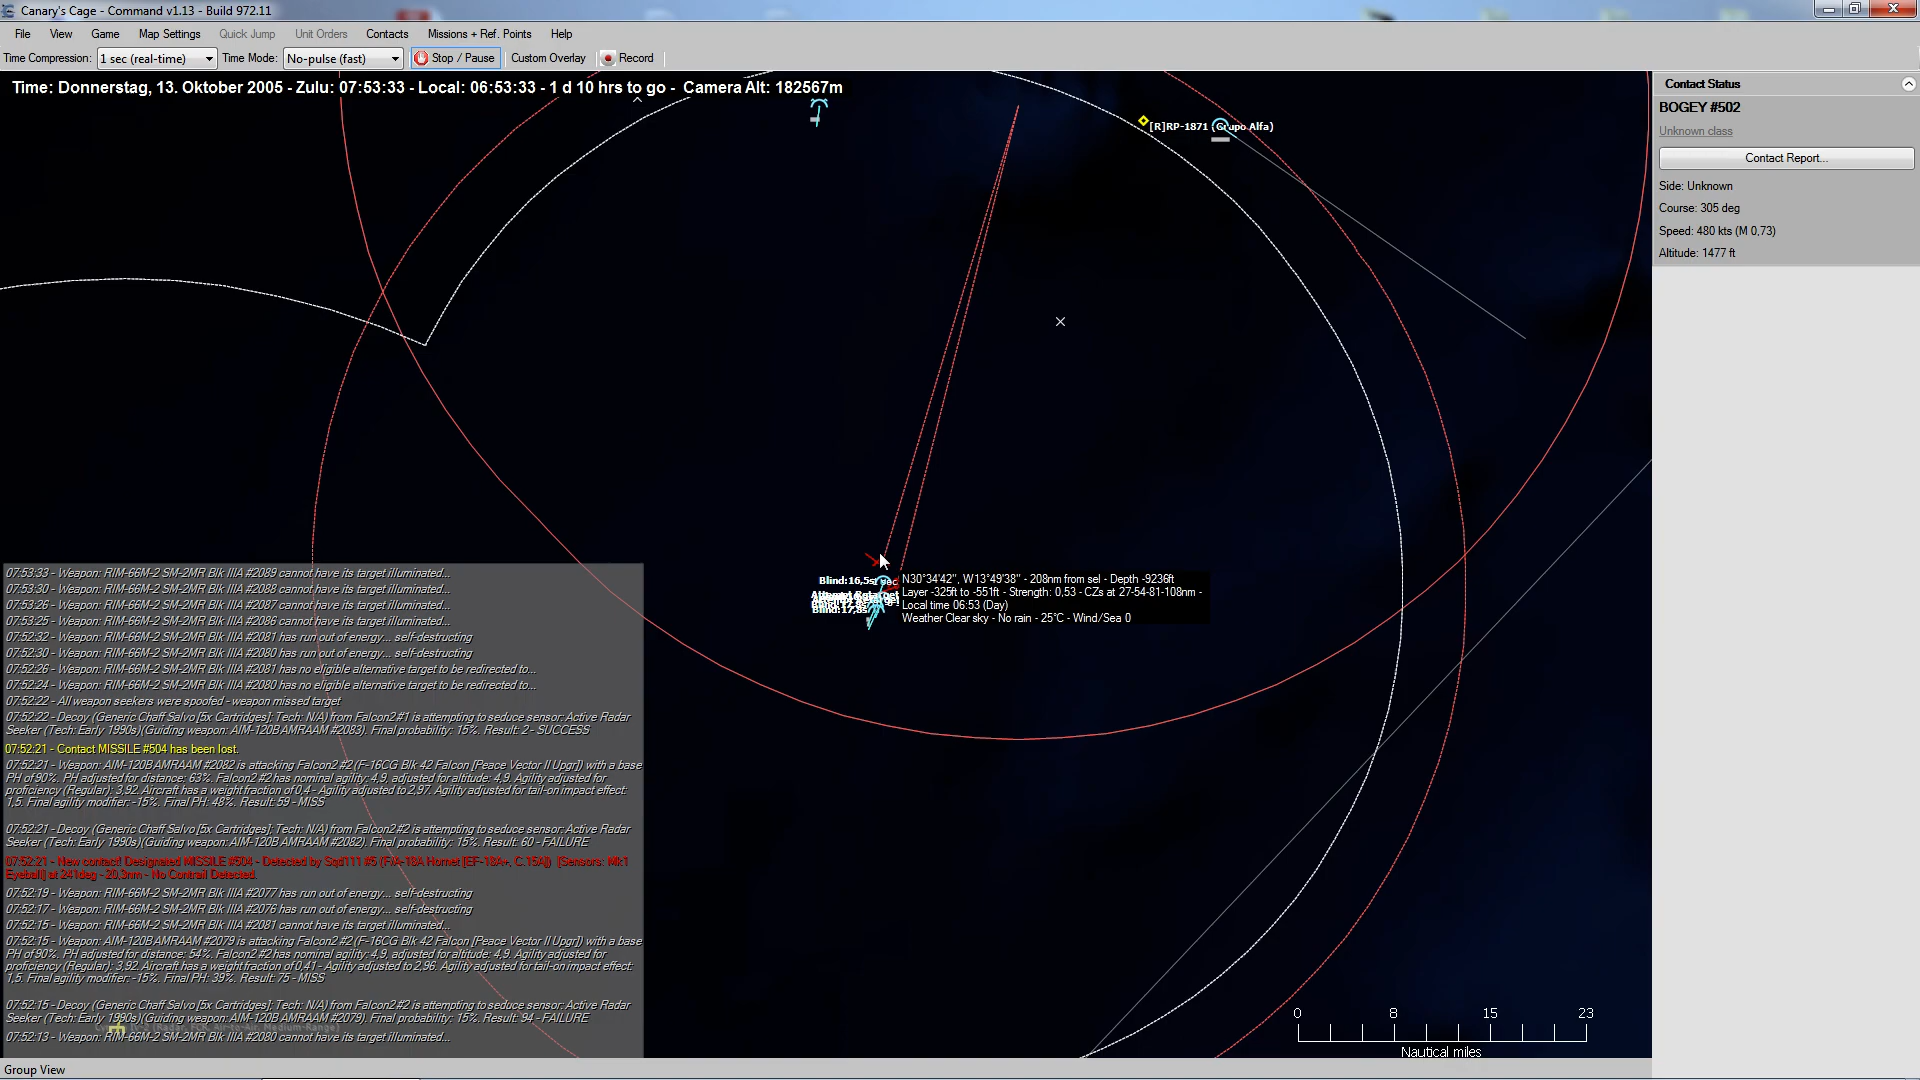 Canary's Cage - Command v1.13 - Build 972.11
File View Game Map Settings Quick Jump Unit Orders Contacts Missions + Ref. Points Help
Time Compression: 1 sec (real-time) Time Mode: No-pulse (fast) Stop / Pause Custom Overlay Record
Time: Donnerstag, 13. Oktober 2005 - Zulu: 07:53:33 - Local: 06:53:33 - 1 d 10 hrs to go - Camera Alt: 182567m
[R]RP-1871 (Grupo Alfa)
Contact Status
BOGEY #502
Unknown class
Contact Report...
Side: Unknown
Course: 305 deg
Speed: 480 kts (M 0,73)
Altitude: 1477 ft
Blind:16,5s
Blind:17,8s
N30°34'42", W13°49'38" - 208nm from sel - Depth -9236ft
Layer -325ft to -551ft - Strength: 0,53 - CZs at 27-54-81-108nm -
Local time 06:53 (Day)
Weather Clear sky - No rain - 25°C - Wind/Sea 0
07:53:33 - Weapon: RIM-66M-2 SM-2MR Blk IIIA #2089 cannot have its target illuminated...
07:53:30 - Weapon: RIM-66M-2 SM-2MR Blk IIIA #2088 cannot have its target illuminated...
07:53:26 - Weapon: RIM-66M-2 SM-2MR Blk IIIA #2087 cannot have its target illuminated...
07:53:25 - Weapon: RIM-66M-2 SM-2MR Blk IIIA #2086 cannot have its target illuminated...
07:52:32 - Weapon: RIM-66M-2 SM-2MR Blk IIIA #2081 has run out of energy... self-destructing
07:52:30 - Weapon: RIM-66M-2 SM-2MR Blk IIIA #2080 has run out of energy... self-destructing
07:52:26 - Weapon: RIM-66M-2 SM-2MR Blk IIIA #2081 has no eligible alternative target to be redirected to...
07:52:24 - Weapon: RIM-66M-2 SM-2MR Blk IIIA #2080 has no eligible alternative target to be redirected to...
07:52:22 - All weapon seekers were spoofed - weapon missed target
07:52:22 - Decoy (Generic Chaff Salvo [5x Cartridges]; Tech: N/A) from Falcon2 #1 is attempting to seduce sensor: Active Radar
Seeker (Tech: Early 1990s)(Guiding weapon: AIM-120B AMRAAM #2083). Final probability: 15%. Result: 2 - SUCCESS
07:52:21 - Contact MISSILE #504 has been lost.
07:52:21 - Weapon: AIM-120B AMRAAM #2082 is attacking Falcon2 #2 (F-16CG Blk 42 Falcon [Peace Vector II Upgr]) with a base
PH of 90%. PH adjusted for distance: 63%. Falcon2 #2 has nominal agility: 4,9, adjusted for altitude: 4,9. Agility adjusted for
proficiency (Regular): 3,92. Aircraft has a weight fraction of 0,4 - Agility adjusted to 2,97. Agility adjusted for tail-on impact effect:
1,5. Final agility modifier: -15%. Final PH: 48%. Result: 59 - MISS
07:52:21 - Decoy (Generic Chaff Salvo [5x Cartridges]; Tech: N/A) from Falcon2 #2 is attempting to seduce sensor: Active Radar
Seeker (Tech: Early 1990s)(Guiding weapon: AIM-120B AMRAAM #2082). Final probability: 15%. Result: 60 - FAILURE
07:52:21 - New contact! Designated MISSILE #504 - Detected by Sqd111 #5 (F/A-18A Hornet [EF-18A+, C.15A]) [Sensors: Mk1
Eyeball] at 241deg - 20,3nm - No Contrail Detected.
07:52:19 - Weapon: RIM-66M-2 SM-2MR Blk IIIA #2077 has run out of energy... self-destructing
07:52:17 - Weapon: RIM-66M-2 SM-2MR Blk IIIA #2076 has run out of energy... self-destructing
07:52:15 - Weapon: RIM-66M-2 SM-2MR Blk IIIA #2081 cannot have its target illuminated...
07:52:15 - Weapon: AIM-120B AMRAAM #2079 is attacking Falcon2 #2 (F-16CG Blk 42 Falcon [Peace Vector II Upgr]) with a base
PH of 90%. PH adjusted for distance: 54%. Falcon2 #2 has nominal agility: 4,9, adjusted for altitude: 4,9. Agility adjusted for
proficiency (Regular): 3,92. Aircraft has a weight fraction of 0,41 - Agility adjusted to 2,96. Agility adjusted for tail-on impact effect:
1,5. Final agility modifier: -15%. Final PH: 39%. Result: 75 - MISS
07:52:15 - Decoy (Generic Chaff Salvo [5x Cartridges]; Tech: N/A) from Falcon2 #2 is attempting to seduce sensor: Active Radar
Seeker (Tech: Early 1990s)(Guiding weapon: AIM-120B AMRAAM #2079). Final probability: 15%. Result: 94 - FAILURE
(Radar, FCR, Air-to-Air, Medium-Range)
07:52:13 - Weapon: RIM-66M-2 SM-2MR Blk IIIA #2080 cannot have its target illuminated...
0 8 15 23
Nautical miles
Group View